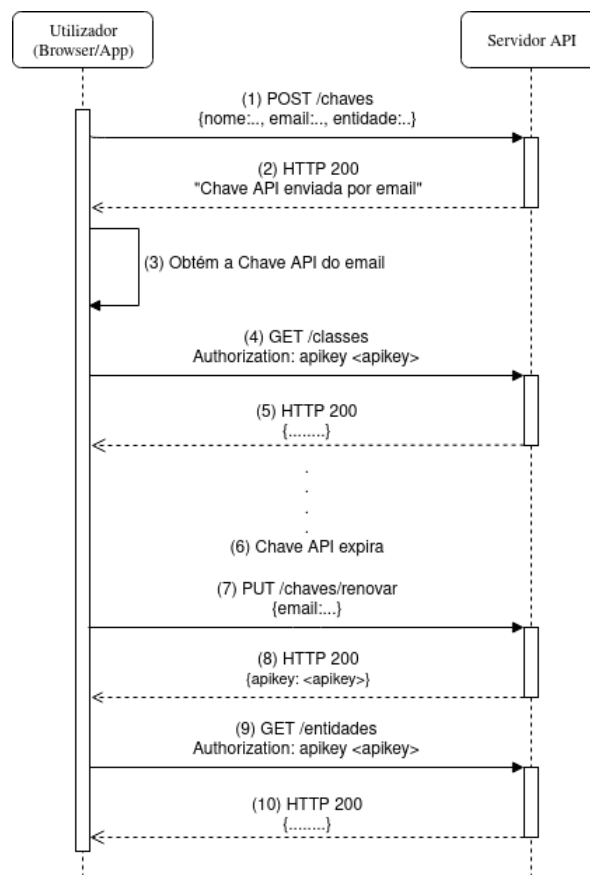 Utilizador
(Browser/App)
Servidor API
(1) POST /chaves
{nome:.., email:.., entidade:..}
(2) HTTP 200
"Chave API enviada por email"
(3) Obtém a Chave API do email
(4) GET /classes
Authorization: apikey <apikey>
(5) HTTP 200
{........}
.
.
.
.
(6) Chave API expira
(7) PUT /chaves/renovar
{email:...}
(8) HTTP 200
{apikey: <apikey>}
(9) GET /entidades
Authorization: apikey <apikey>
(10) HTTP 200
{........}